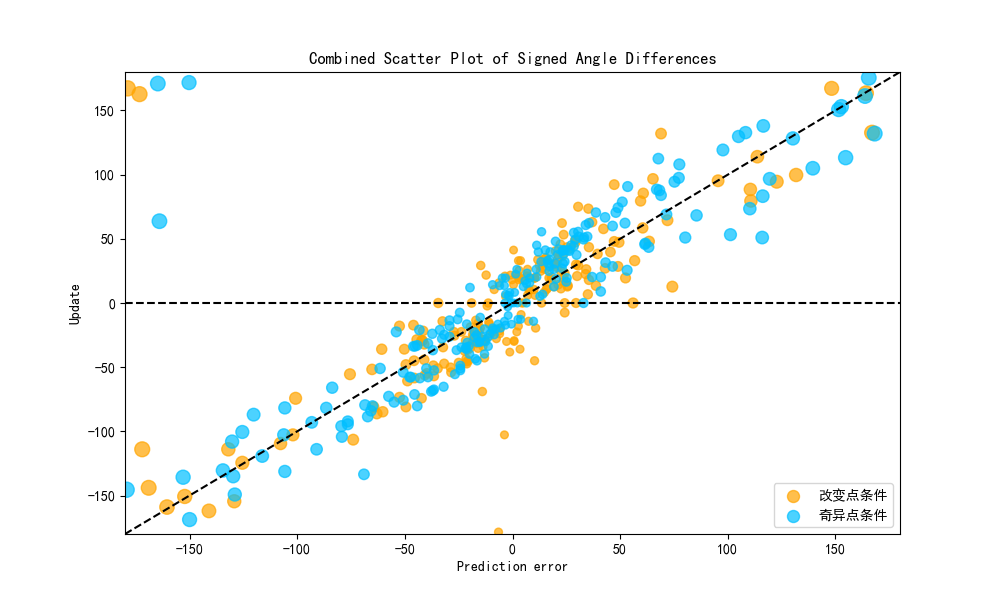 Combined Scatter Plot of Signed Angle Differences
Update
150
100
50
0
−50
−100
−150
−150
−100
−50
0
50
100
150
Prediction error
改变点条件
奇异点条件